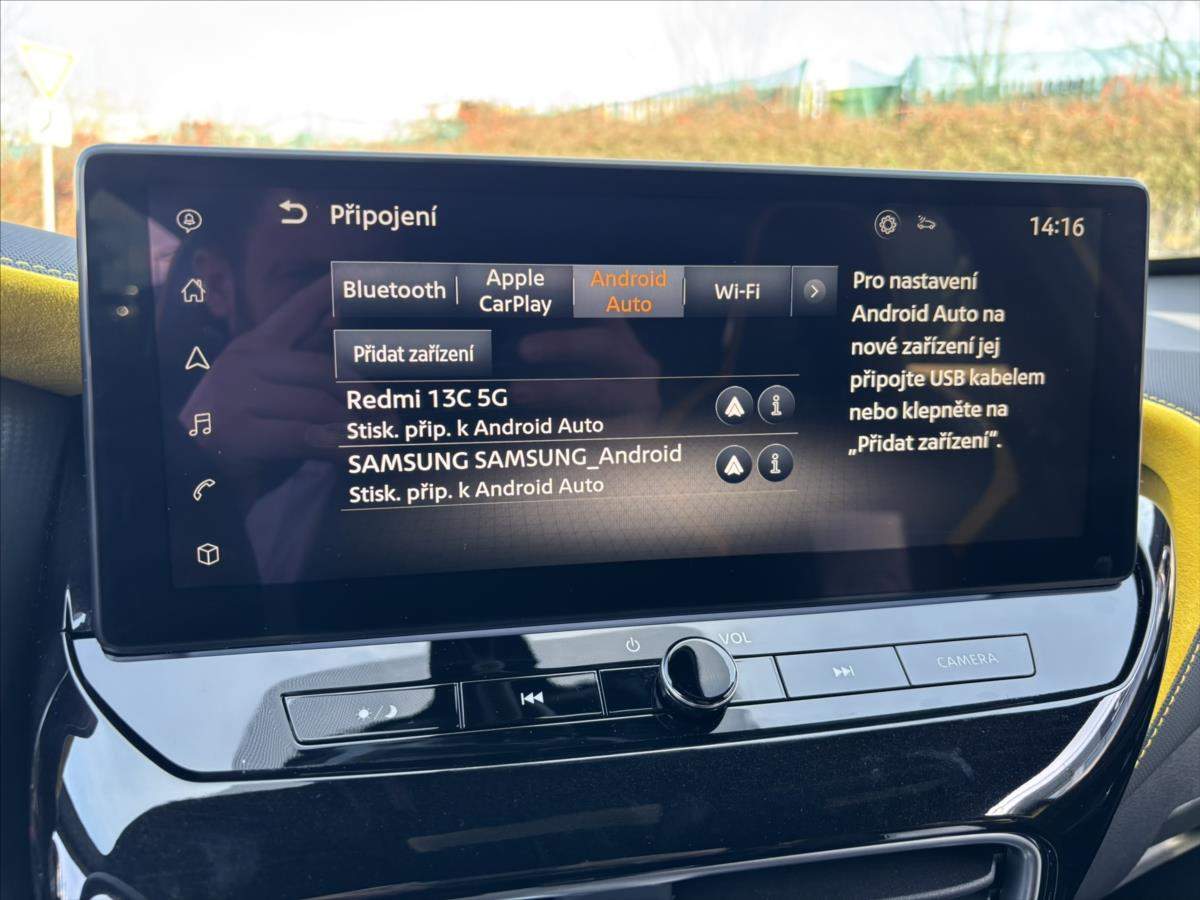 Připojení
14:16
Bluetooth
Apple
CarPlay
Android
Auto
Wi-Fi
Přidat zařízení
Redmi 13C 5G
Stisk. přip. k Android Auto
SAMSUNG SAMSUNG_Android
Stisk. přip. k Android Auto
Pro nastavení
Android Auto na
nové zařízení jej
připojte USB kabelem
nebo klepněte na
„Přidat zařízení“.
VOL
CAMERA